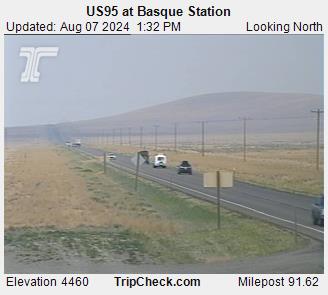 US95 at Basque Station
Updated: Aug 07 2024 1:32 PM Looking North
Elevation 4460 TripCheck.com Milepost 91.62